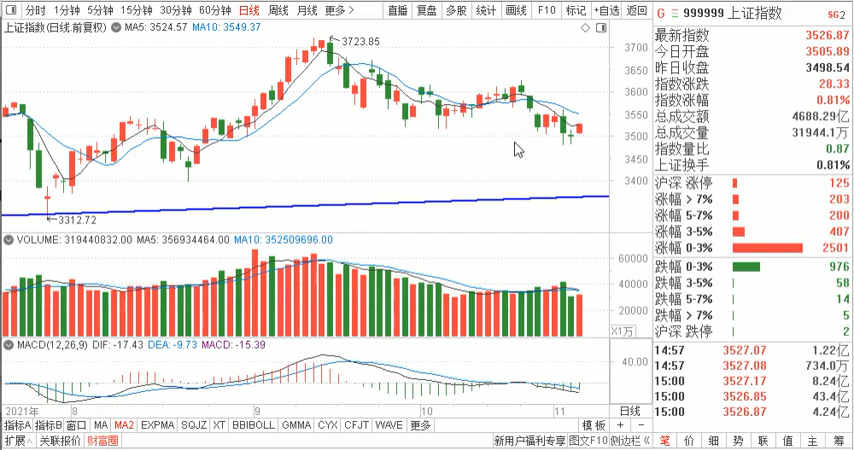 分时 1分钟 5分钟 15分钟 30分钟 60分钟 日线 周线 月线 更多 >
直播 复盘 多股 统计 画线 F10 标记 +自选 返回
上证指数(日线.前复权) MA5: 3524.57 MA10: 3549.37
3723.85
3700
3650
3600
3550
3500
3450
3400
3312.72
VOLUME: 319440832.00 MA5: 356934464.00 MA10: 352509696.00
60000
40000
20000
X1万
MACD(12,26,9) DIF: -17.43 DEA: -9.73 MACD: -15.39
40.00
2021年 8 9 10 11 日线
指标A 指标B 窗口 MA MA2 EXPMA SQJZ XT BBIBOLL GMMA CYX CFJT WAVE 更多 模板 + −
扩展∧ 关联报价 财富圈 新用户福利专享 图文F10 侧边栏《
G 999999 上证指数 SG2
最新指数 3526.87
今日开盘 3505.89
昨日收盘 3498.54
指数涨跌 28.33
指数涨幅 0.81%
总成交额 4688.29亿
总成交量 31944.1万
指数量比 0.87
上证换手 0.81%
沪深 涨停 125
涨幅 > 7% 203
涨幅 5-7% 200
涨幅 3-5% 407
涨幅 0-3% 2501
跌幅 0-3% 976
跌幅 3-5% 58
跌幅 5-7% 14
跌幅 > 7% 5
沪深 跌停 2
14:57 3527.07 1.22亿
14:57 3527.08 734.0万
15:00 3527.17 8.24亿
15:00 3526.85 43.4亿
15:00 3526.87 4.24亿
笔 价 细 势 联 值 主 筹